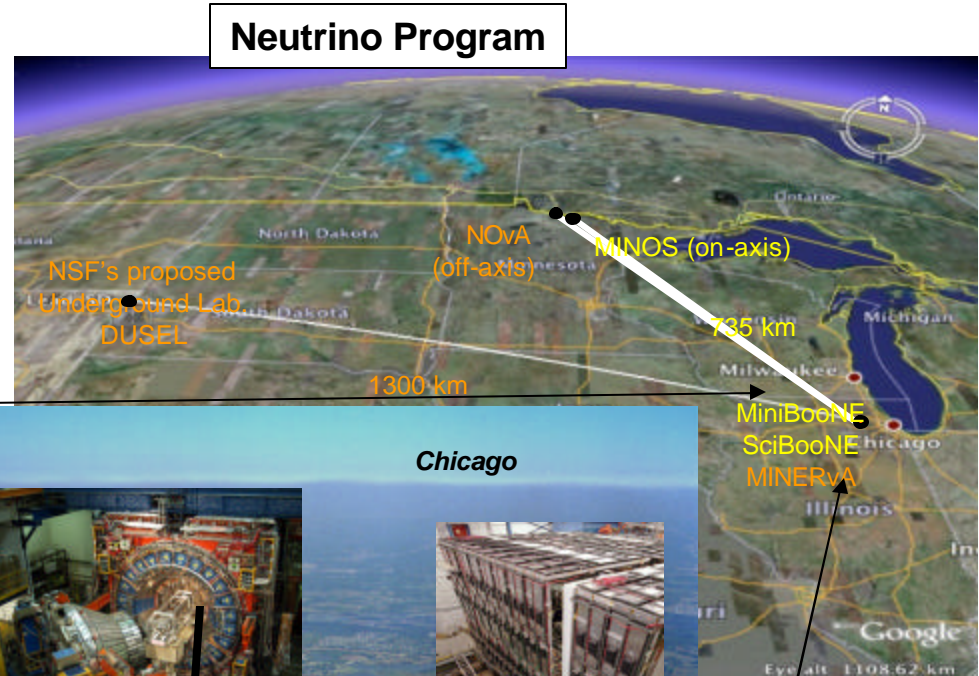 Neutrino Program
N
Ontario
North Dakota
NOvA
(off-axis)
MINOS (on-axis)
Minnesota
NSF's proposed
Underground Lab
DUSEL
South Dakota
735 km
Michigan
Milwaukee
1300 km
MiniBooNE
SciBooNE
MINERvA
Chicago
Chicago
Illinois
Google
Eye alt 1108.62 km